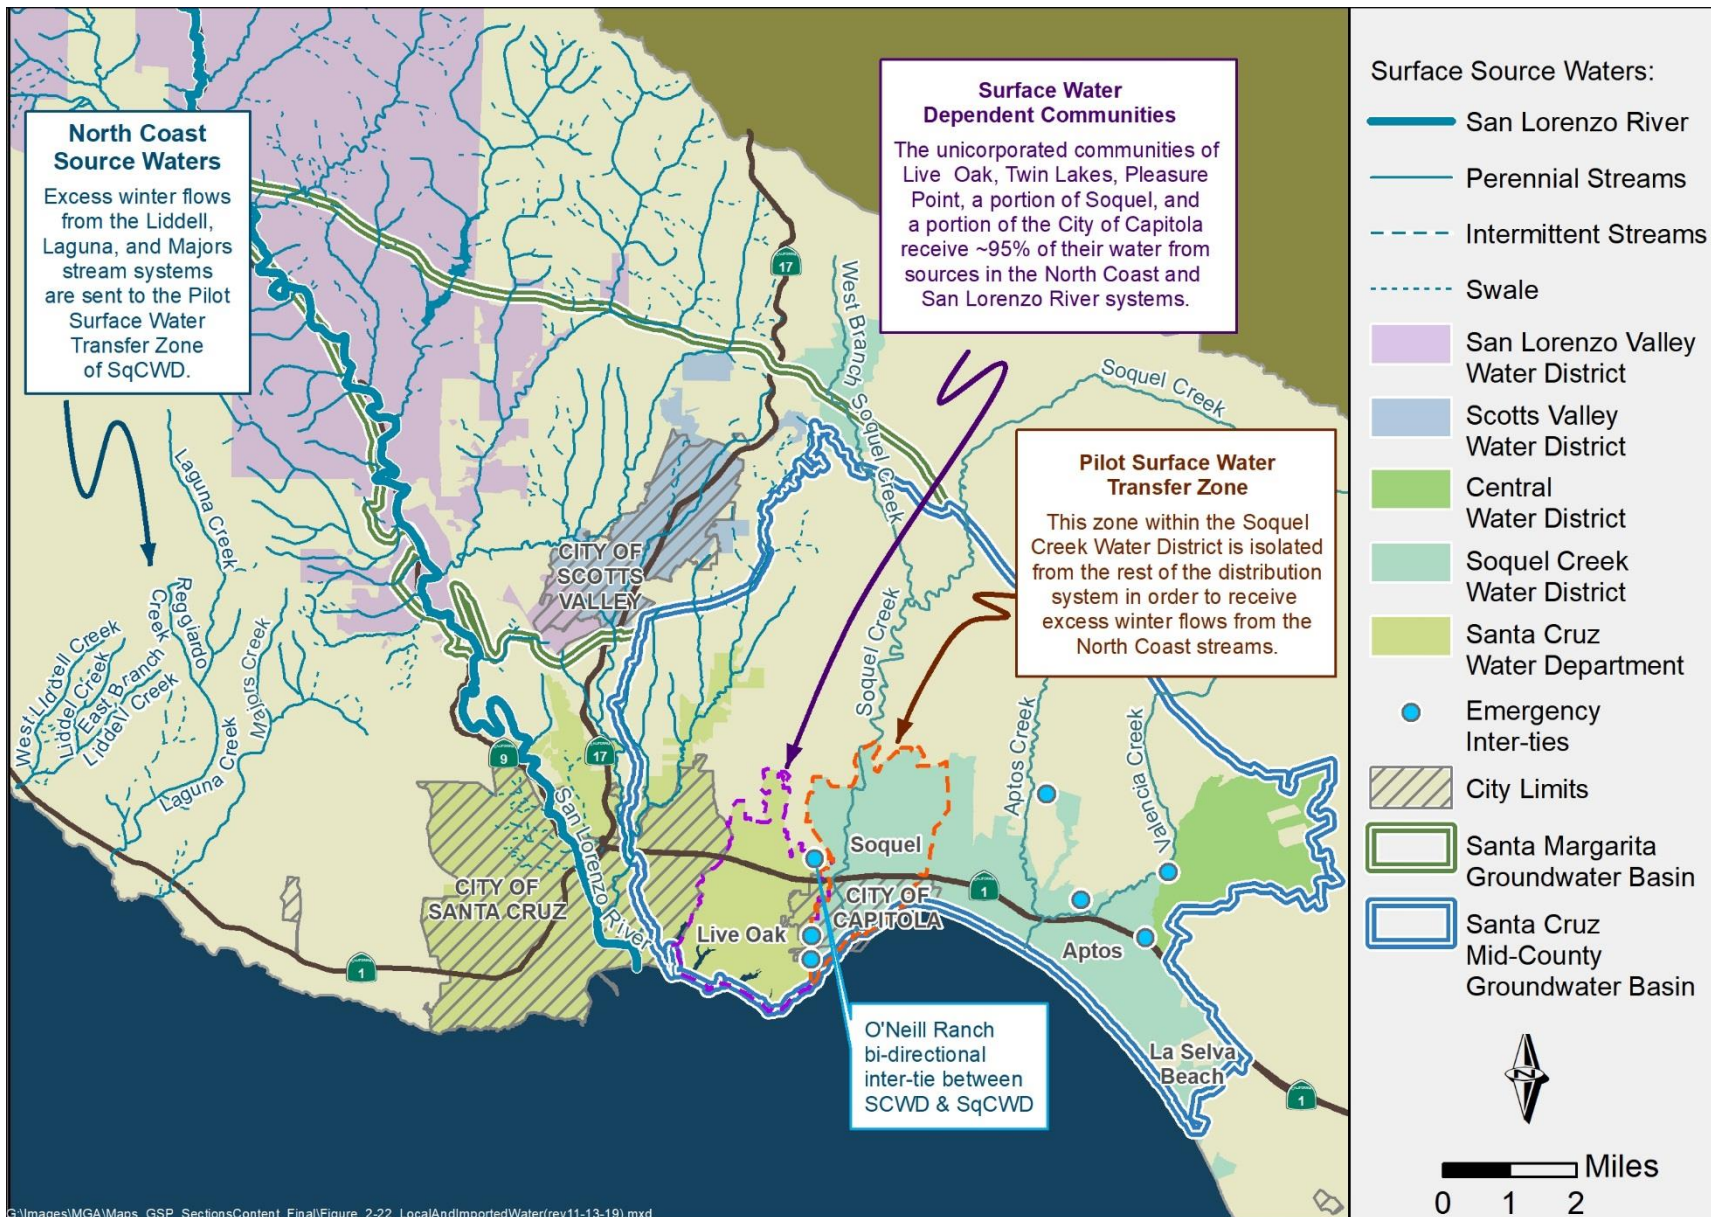 North Coast
Source Waters
Excess winter flows
from the Liddell,
Laguna, and Majors
stream systems
are sent to the Pilot
Surface Water
Transfer Zone
of SqCWD.
Surface Water
Dependent Communities
The unicorporated communities of
Live Oak, Twin Lakes, Pleasure
Point, a portion of Soquel, and
a portion of the City of Capitola
receive ~95% of their water from
sources in the North Coast and
San Lorenzo River systems.
Pilot Surface Water
Transfer Zone
This zone within the Soquel
Creek Water District is isolated
from the rest of the distribution
system in order to receive
excess winter flows from the
North Coast streams.
O'Neill Ranch
bi-directional
inter-tie between
SCWD & SqCWD
17
West Branch Soquel Creek
Soquel Creek
Soquel Creek
Laguna Creek
Reggiardo
Creek
West Liddell Creek
Liddel Creek
East Branch
Liddell Creek
Majors Creek
Laguna Creek
CITY OF
SCOTTS
VALLEY
9
17
San Lorenzo River
Aptos Creek
Valencia Creek
Soquel
CITY OF
SANTA CRUZ
CITY OF
CAPITOLA
1
Live Oak
Aptos
1
La Selva
Beach
1
G:\Images\MGA\Maps_GSP_SectionsContent_Final\Figure_2-22_LocalAndImportedWater(rev11-13-19).mxd
Surface Source Waters:
San Lorenzo River
Perennial Streams
Intermittent Streams
Swale
San Lorenzo Valley
Water District
Scotts Valley
Water District
Central
Water District
Soquel Creek
Water District
Santa Cruz
Water Department
Emergency
Inter-ties
City Limits
Santa Margarita
Groundwater Basin
Santa Cruz
Mid-County
Groundwater Basin
N
Miles
0 1 2